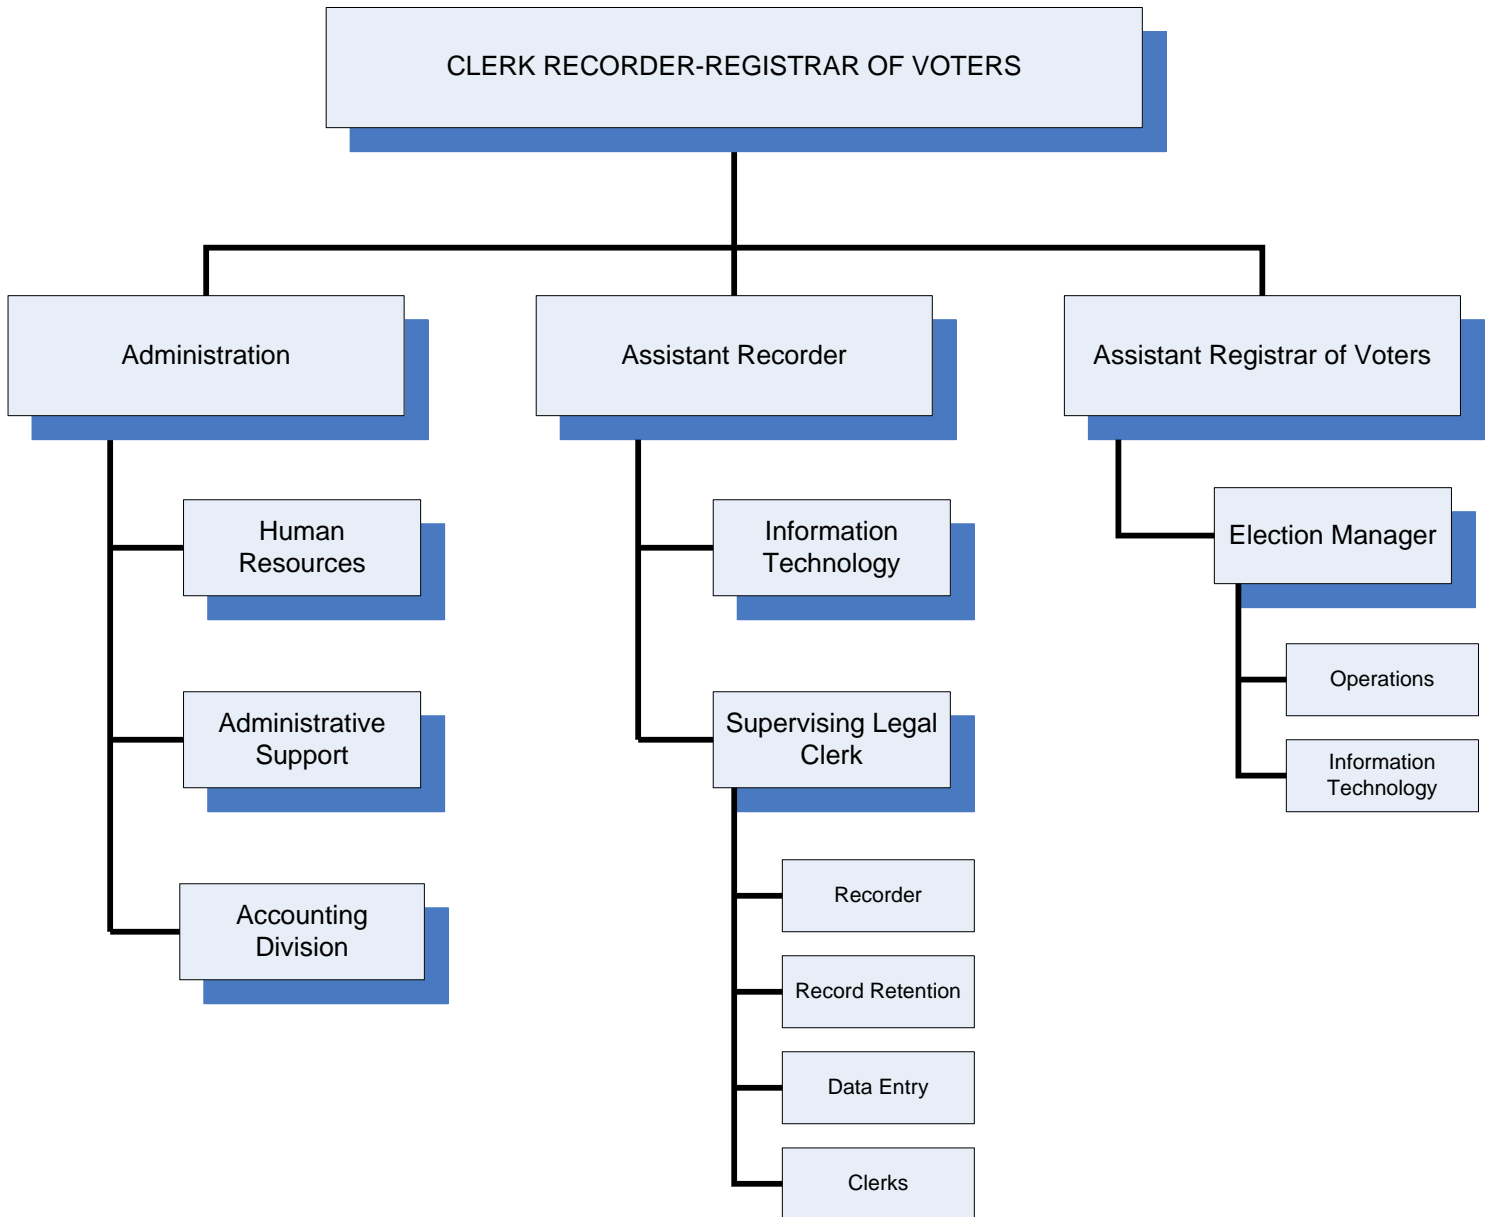 CLERK RECORDER-REGISTRAR OF VOTERS
Administration
Assistant Recorder
Assistant Registrar of Voters
Human
Resources
Administrative
Support
Accounting
Division
Information
Technology
Supervising Legal
Clerk
Recorder
Record Retention
Data Entry
Clerks
Election Manager
Operations
Information
Technology